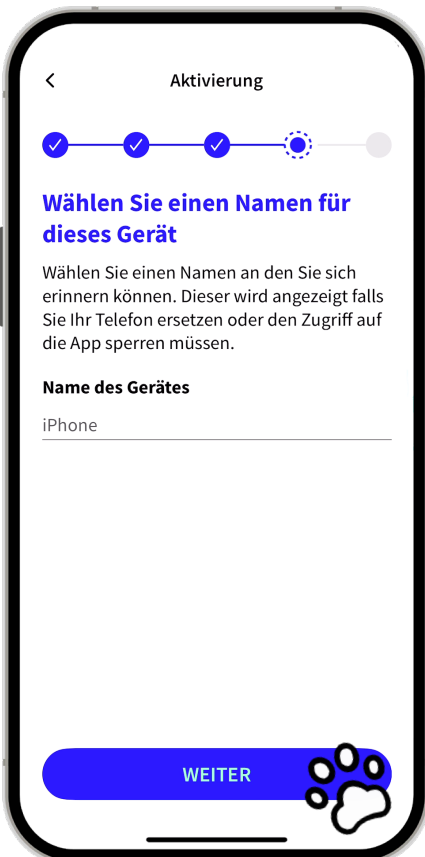 Aktivierung
Wählen Sie einen Namen für
dieses Gerät
Wählen Sie einen Namen an den Sie sich
erinnern können. Dieser wird angezeigt falls
Sie Ihr Telefon ersetzen oder den Zugriff auf
die App sperren müssen.
Name des Gerätes
iPhone
WEITER